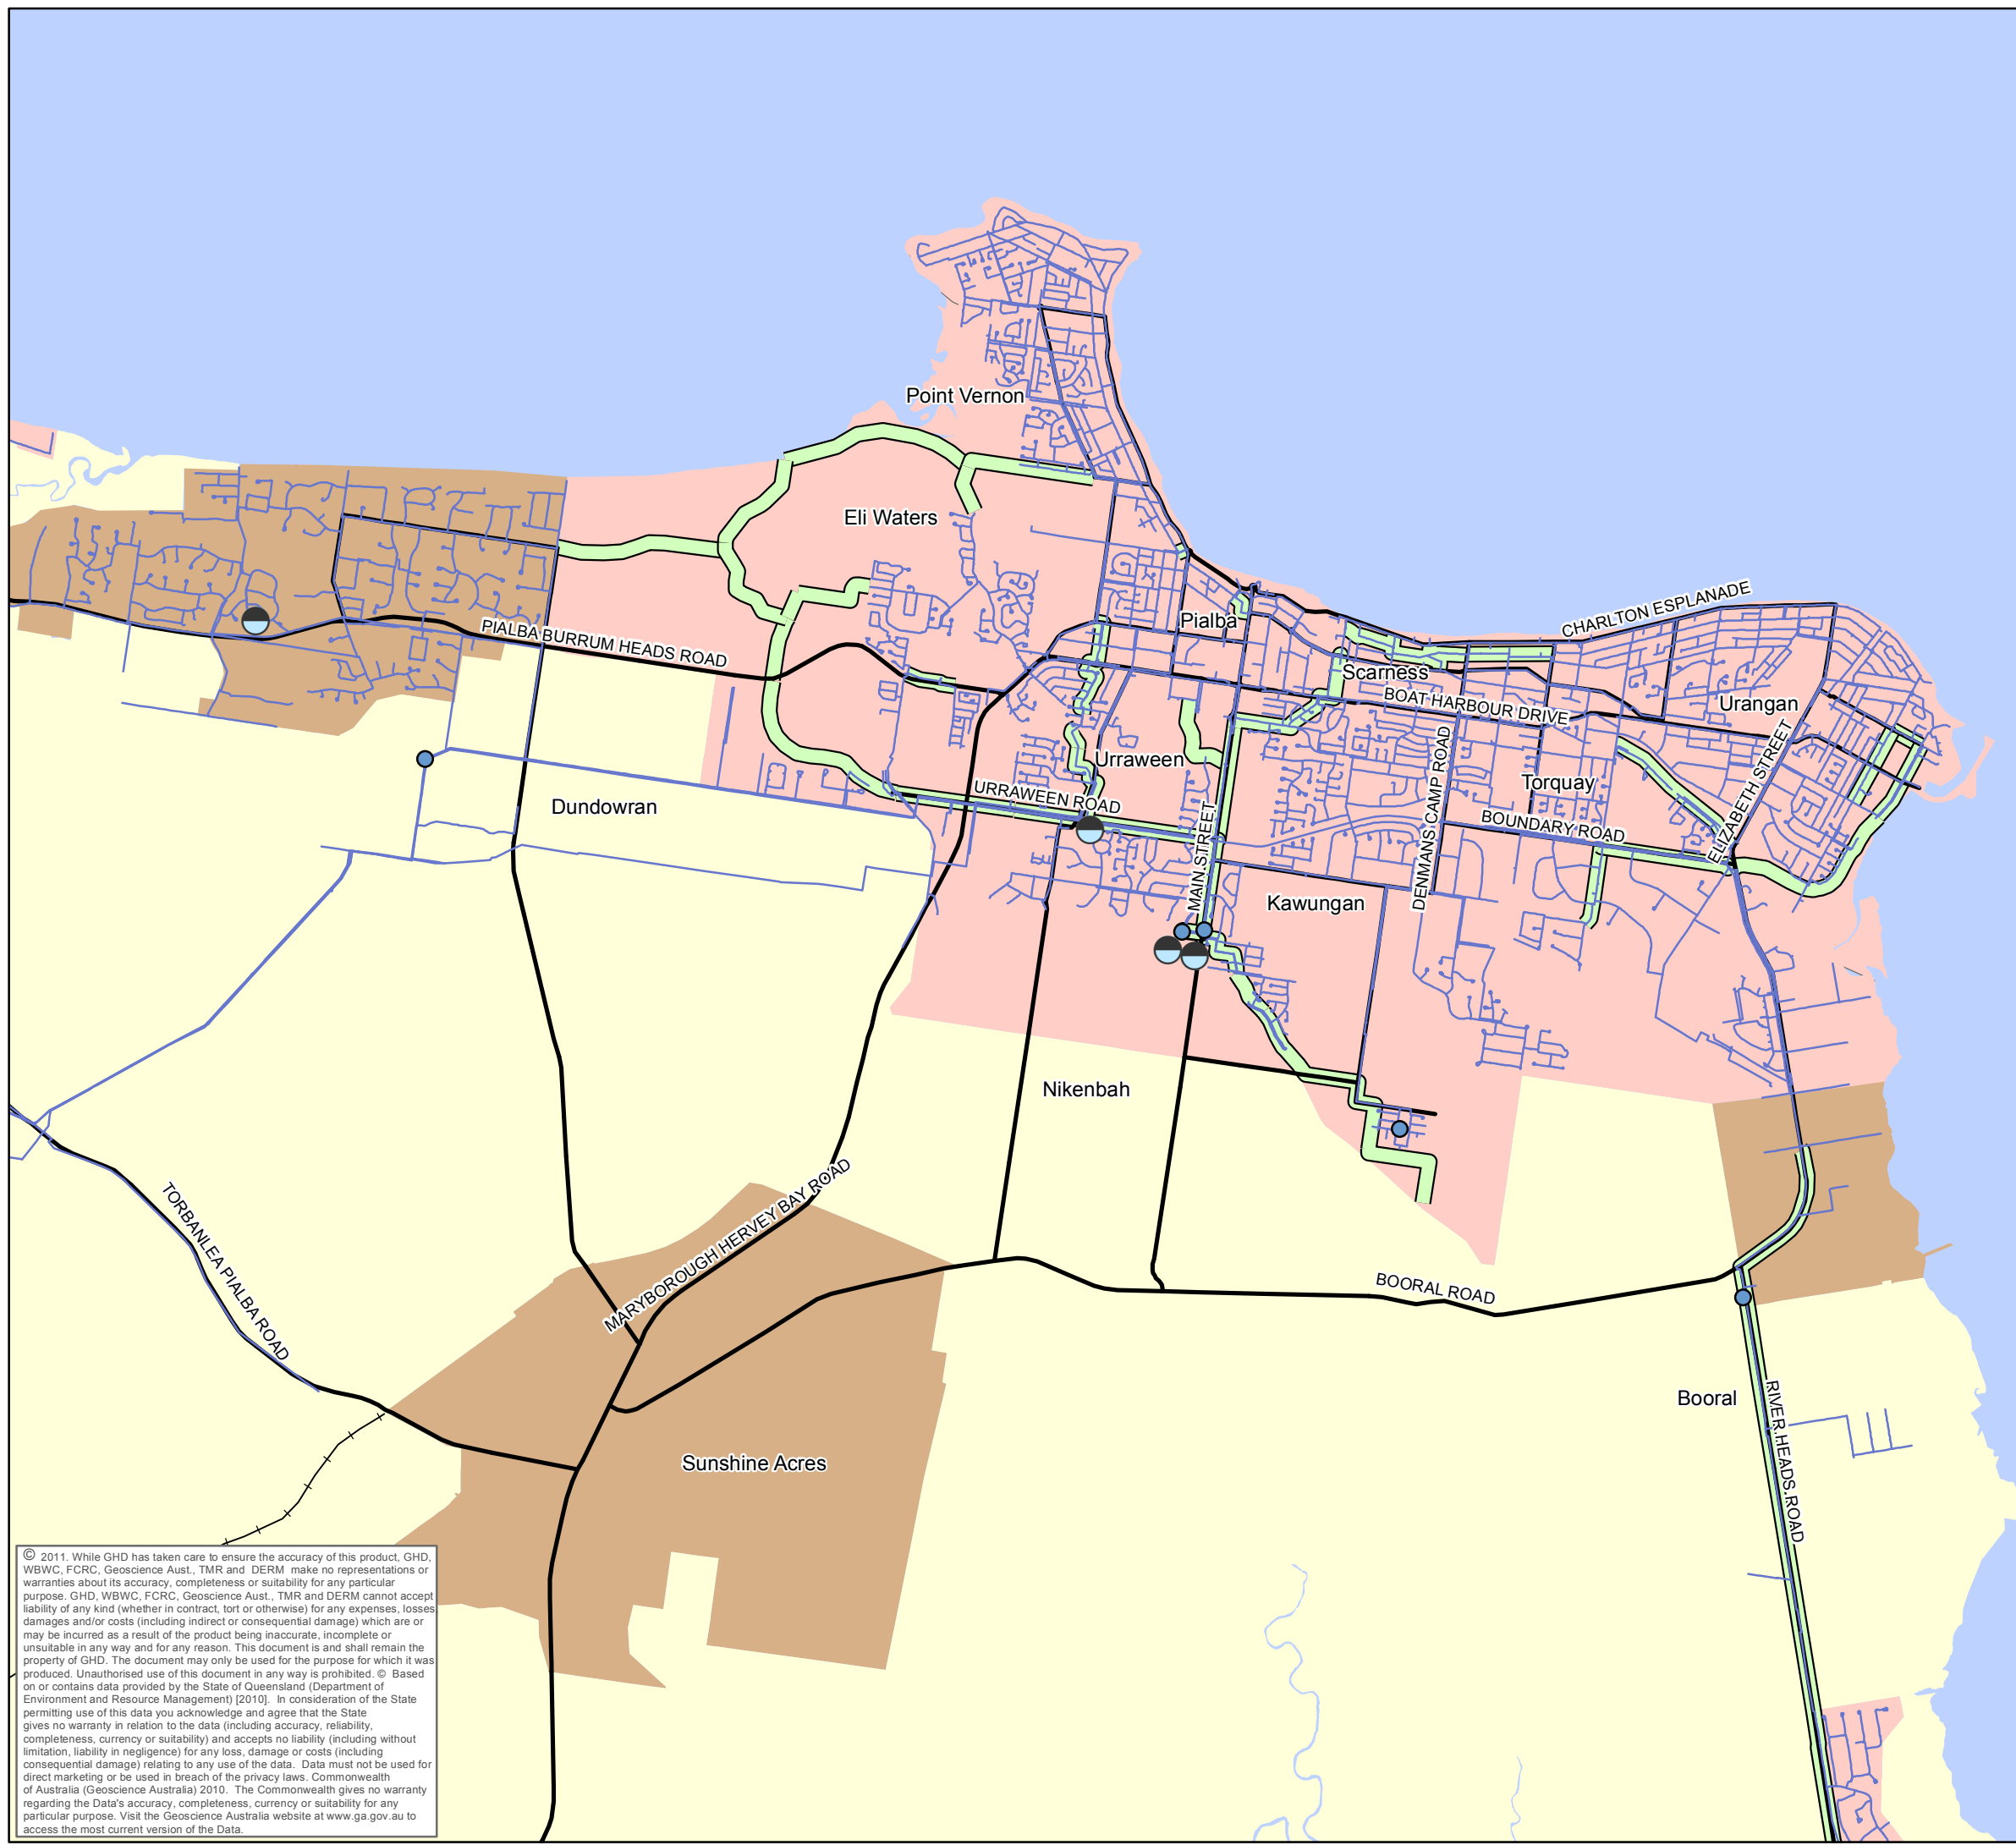 Point Vernon
Eli Waters
CHARLTON ESPLANADE
Pialba
PIALBA BURRUM HEADS ROAD
Scarness
BOAT HARBOUR DRIVE
Urangan
Urraween
DENMANS CAMP ROAD
Torquay
ELIZABETH STREET
URRAWEEN ROAD
Dundowran
BOUNDARY ROAD
MAIN STREET
Kawungan
Nikenbah
MARYBOROUGH HERVEY BAY ROAD
TORBANLEA PIALBA ROAD
BOORAL ROAD
Booral
RIVER HEADS ROAD
Sunshine Acres
© 2011. While GHD has taken care to ensure the accuracy of this product, GHD,
WBWC, FCRC, Geoscience Aust., TMR and DERM make no representations or
warranties about its accuracy, completeness or suitability for any particular
purpose. GHD, WBWC, FCRC, Geoscience Aust., TMR and DERM cannot accept
liability of any kind (whether in contract, tort or otherwise) for any expenses, losses,
damages and/or costs (including indirect or consequential damage) which are or
may be incurred as a result of the product being inaccurate, incomplete or
unsuitable in any way and for any reason. This document is and shall remain the
property of GHD. The document may only be used for the purpose for which it was
produced. Unauthorised use of this document in any way is prohibited. © Based
on or contains data provided by the State of Queensland (Department of
Environment and Resource Management) [2010]. In consideration of the State
permitting use of this data you acknowledge and agree that the State
gives no warranty in relation to the data (including accuracy, reliability,
completeness, currency or suitability) and accepts no liability (including without
limitation, liability in negligence) for any loss, damage or costs (including
consequential damage) relating to any use of the data. Data must not be used for
direct marketing or be used in breach of the privacy laws. Commonwealth
of Australia (Geoscience Australia) 2010. The Commonwealth gives no warranty
regarding the Data's accuracy, completeness, currency or suitability for any
particular purpose. Visit the Geoscience Australia website at www.ga.gov.au to
access the most current version of the Data.